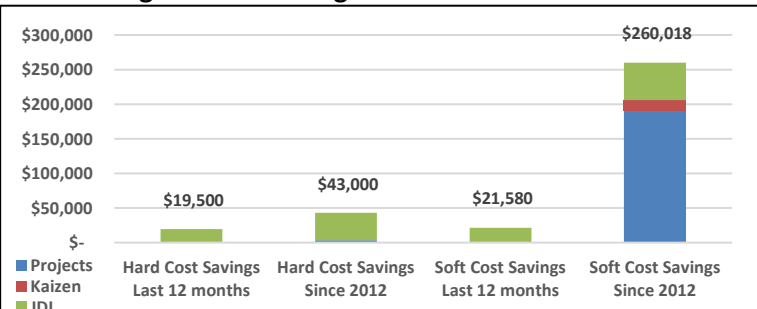 $300,000
$260,018
$250,000
$200,000
$150,000
$100,000
$43,000
$19,500
$21,580
$50,000
$-
Projects
Kaizen
JDI
Hard Cost Savings
Last 12 months
Hard Cost Savings
Since 2012
Soft Cost Savings
Last 12 months
Soft Cost Savings
Since 2012